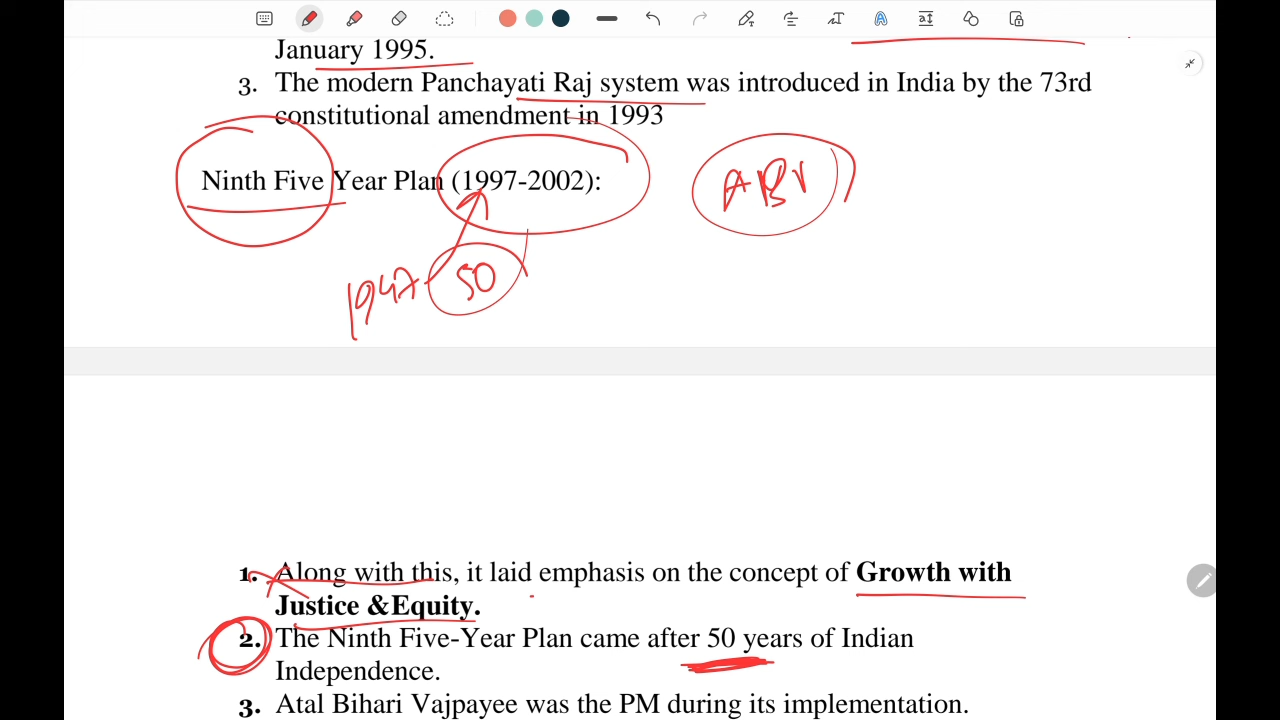 January 1995.
3. The modern Panchayati Raj system was introduced in India by the 73rd
constitutional amendment in 1993
Ninth Five Year Plan (1997-2002):
ABV
1947 50
1. Along with this, it laid emphasis on the concept of Growth with
Justice &Equity.
2. The Ninth Five-Year Plan came after 50 years of Indian
Independence.
3. Atal Bihari Vajpayee was the PM during its implementation.